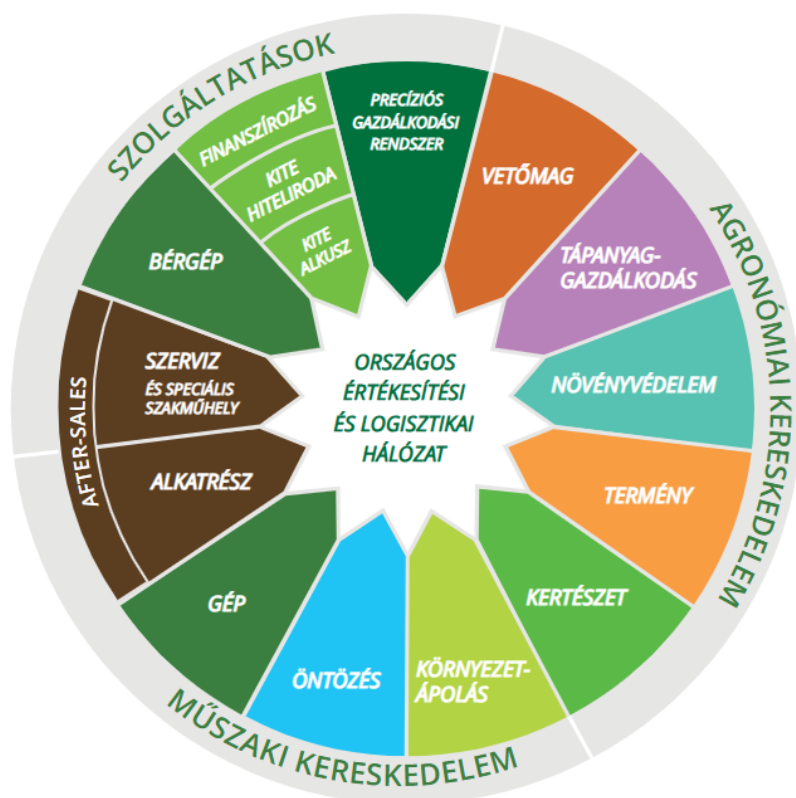 SZOLGÁLTATÁSOK
AGRONÓMIAI KERESKEDELEM
MŰSZAKI KERESKEDELEM
PRECÍZIÓS
GAZDÁLKODÁSI
RENDSZER
VETŐMAG
TÁPANYAG-
GAZDÁLKODÁS
NÖVÉNYVÉDELEM
TERMÉNY
KERTÉSZET
KÖRNYEZET-
ÁPOLÁS
ÖNTÖZÉS
GÉP
AFTER-SALES
ALKATRÉSZ
SZERVIZ
ÉS SPECIÁLIS
SZAKMŰHELY
BÉRGÉP
FINANSZÍROZÁS
KITE
HITELIRODA
KITE
ALKUSZ
ORSZÁGOS
ÉRTÉKESÍTÉSI
ÉS LOGISZTIKAI
HÁLÓZAT